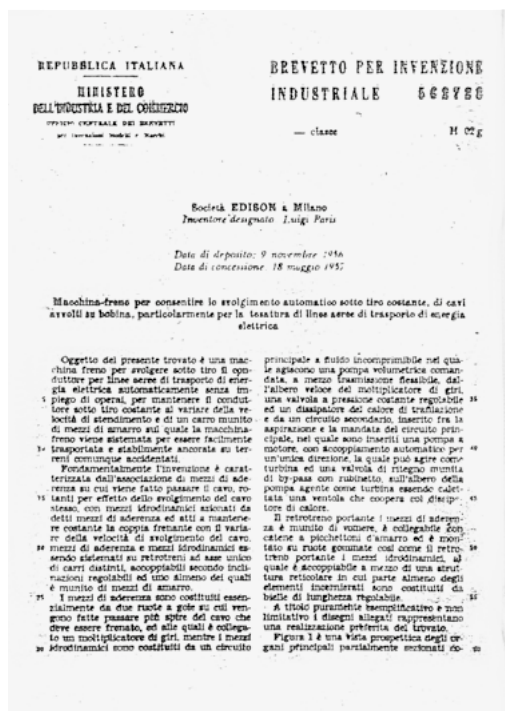 REPUBBLICA ITALIANA
MINISTERO
DELL'INDUSTRIA E DEL COMMERCIO
UFFICIO CENTRALE DEI BREVETTI
per Invenzioni Modelli e Marchi
BREVETTO PER INVENZIONE
INDUSTRIALE
— classe
H 02g
Società EDISON a Milano
Inventore designato Luigi Paris
Data di deposito: 9 novembre 1956
Data di concessione: 18 maggio 1957
Macchina-freno per consentire lo svolgimento automatico sotto tiro costante, di cavi
avvolti su bobina, particolarmente per la tesatura di linee aeree di trasporto di energia
elettrica
Oggetto del presente trovato è una mac-
china freno per svolgere sotto tiro il con-
duttore per linee aeree di trasporto di ener-
gia elettrica automaticamente senza im-
5 piego di operai, per mantenere il condut-
tore sotto tiro costante al variare della ve-
locità di stendimento e di un carro munito
di mezzi di amarro sul quale la macchina-
freno viene sistemata per essere facilmente
10 trasportata e stabilmente ancorata su ter-
reni comunque accidentati.
Fondamentalmente l'invenzione è carat-
terizzata dall'associazione di mezzi di ade-
renza su cui viene fatto passare il cavo, ro-
15 tanti per effetto dello svolgimento del cavo
stesso, con mezzi idrodinamici azionati da
detti mezzi di aderenza ed atti a mantene-
re costante la coppia frenante con il varia-
re della velocità di svolgimento del cavo.
20 mezzi di aderenza e mezzi idrodinamici es-
sendo sistemati su retrotreni ad asse unico
di carri distinti, accoppiabili secondo incli-
nazioni regolabili ed uno almeno dei quali
è munito di mezzi di amarro.
25 I mezzi di aderenza sono costituiti essen-
zialmente da due ruote a gole su cui ven-
gono fatte passare più spire del cavo che
deve essere frenato, ed alle quali è collega-
to un moltiplicatore di giri, mentre i mezzi
30 idrodinamici sono costituiti da un circuito
principale a fluido incomprimibile nel qua-
le agiscono una pompa volumetrica coman-
data, a mezzo trasmissione flessibile, dal-
l'albero veloce del moltiplicatore di giri,
una valvola a pressione costante regolabile 35
ed un dissipatore del calore di trafilazione
e da un circuito secondario, inserito fra la
aspirazione e la mandata del circuito prin-
cipale, nel quale sono inseriti una pompa a
motore, con accoppiamento automatico per 40
un'unica direzione, la quale può agire come
turbina ed una valvola di ritegno munita
di by-pass con rubinetto, sull'albero della
pompa agente come turbina essendo calet-
tata una ventola che coopera col dissipa- 45
tore di calore.
Il retrotreno portante i mezzi di aderen-
za è munito di vomere, è collegabile con
catene a picchettoni d'amarro ed è mon-
tato su ruote gommate così come il retro- 50
treno portante i mezzi idrodinamici, al
quale è accoppiabile a mezzo di una strut-
tura reticolare in cui parte almeno degli
elementi incernierati sono costituiti da
bielle di lunghezza regolabile. 55
A titolo puramente esemplificativo e non
limitativo i disegni allegati rappresentano
una realizzazione preferita del trovato.
Figura 1 è una vista prospettica degli or-
gani principali parzialmente sezionati co- 60